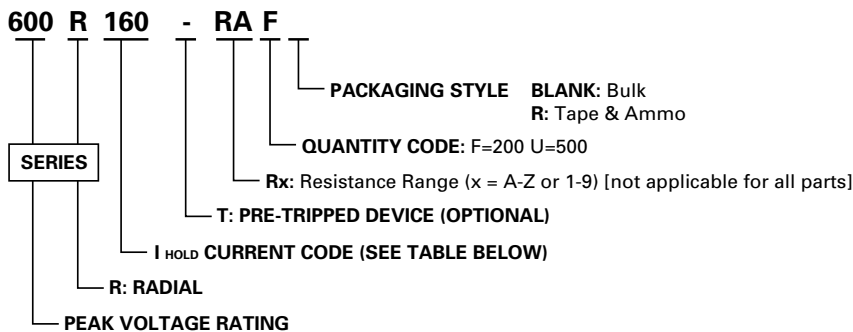 600 R 160 - RA F
PACKAGING STYLE BLANK: Bulk
R: Tape & Ammo
QUANTITY CODE: F=200 U=500
SERIES
Rx: Resistance Range (x = A-Z or 1-9) [not applicable for all parts]
T: PRE-TRIPPED DEVICE (OPTIONAL)
I HOLD CURRENT CODE (SEE TABLE BELOW)
R: RADIAL
PEAK VOLTAGE RATING